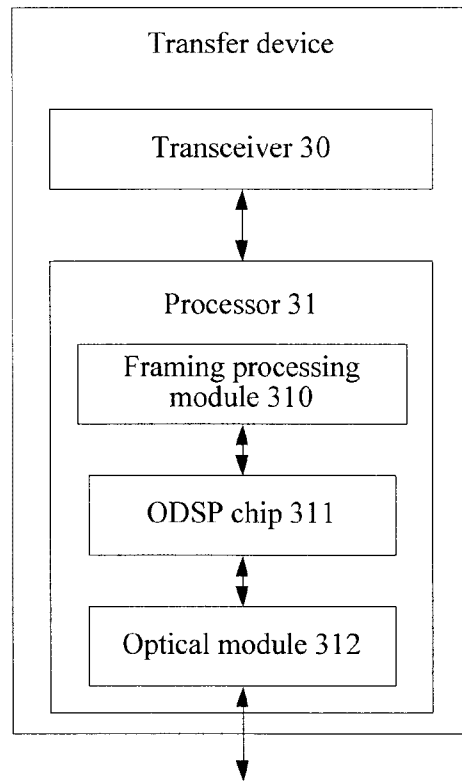 Transfer device
Transceiver 30
Processor 31
Framing processing
module 310
ODSP chip 311
Optical module 312